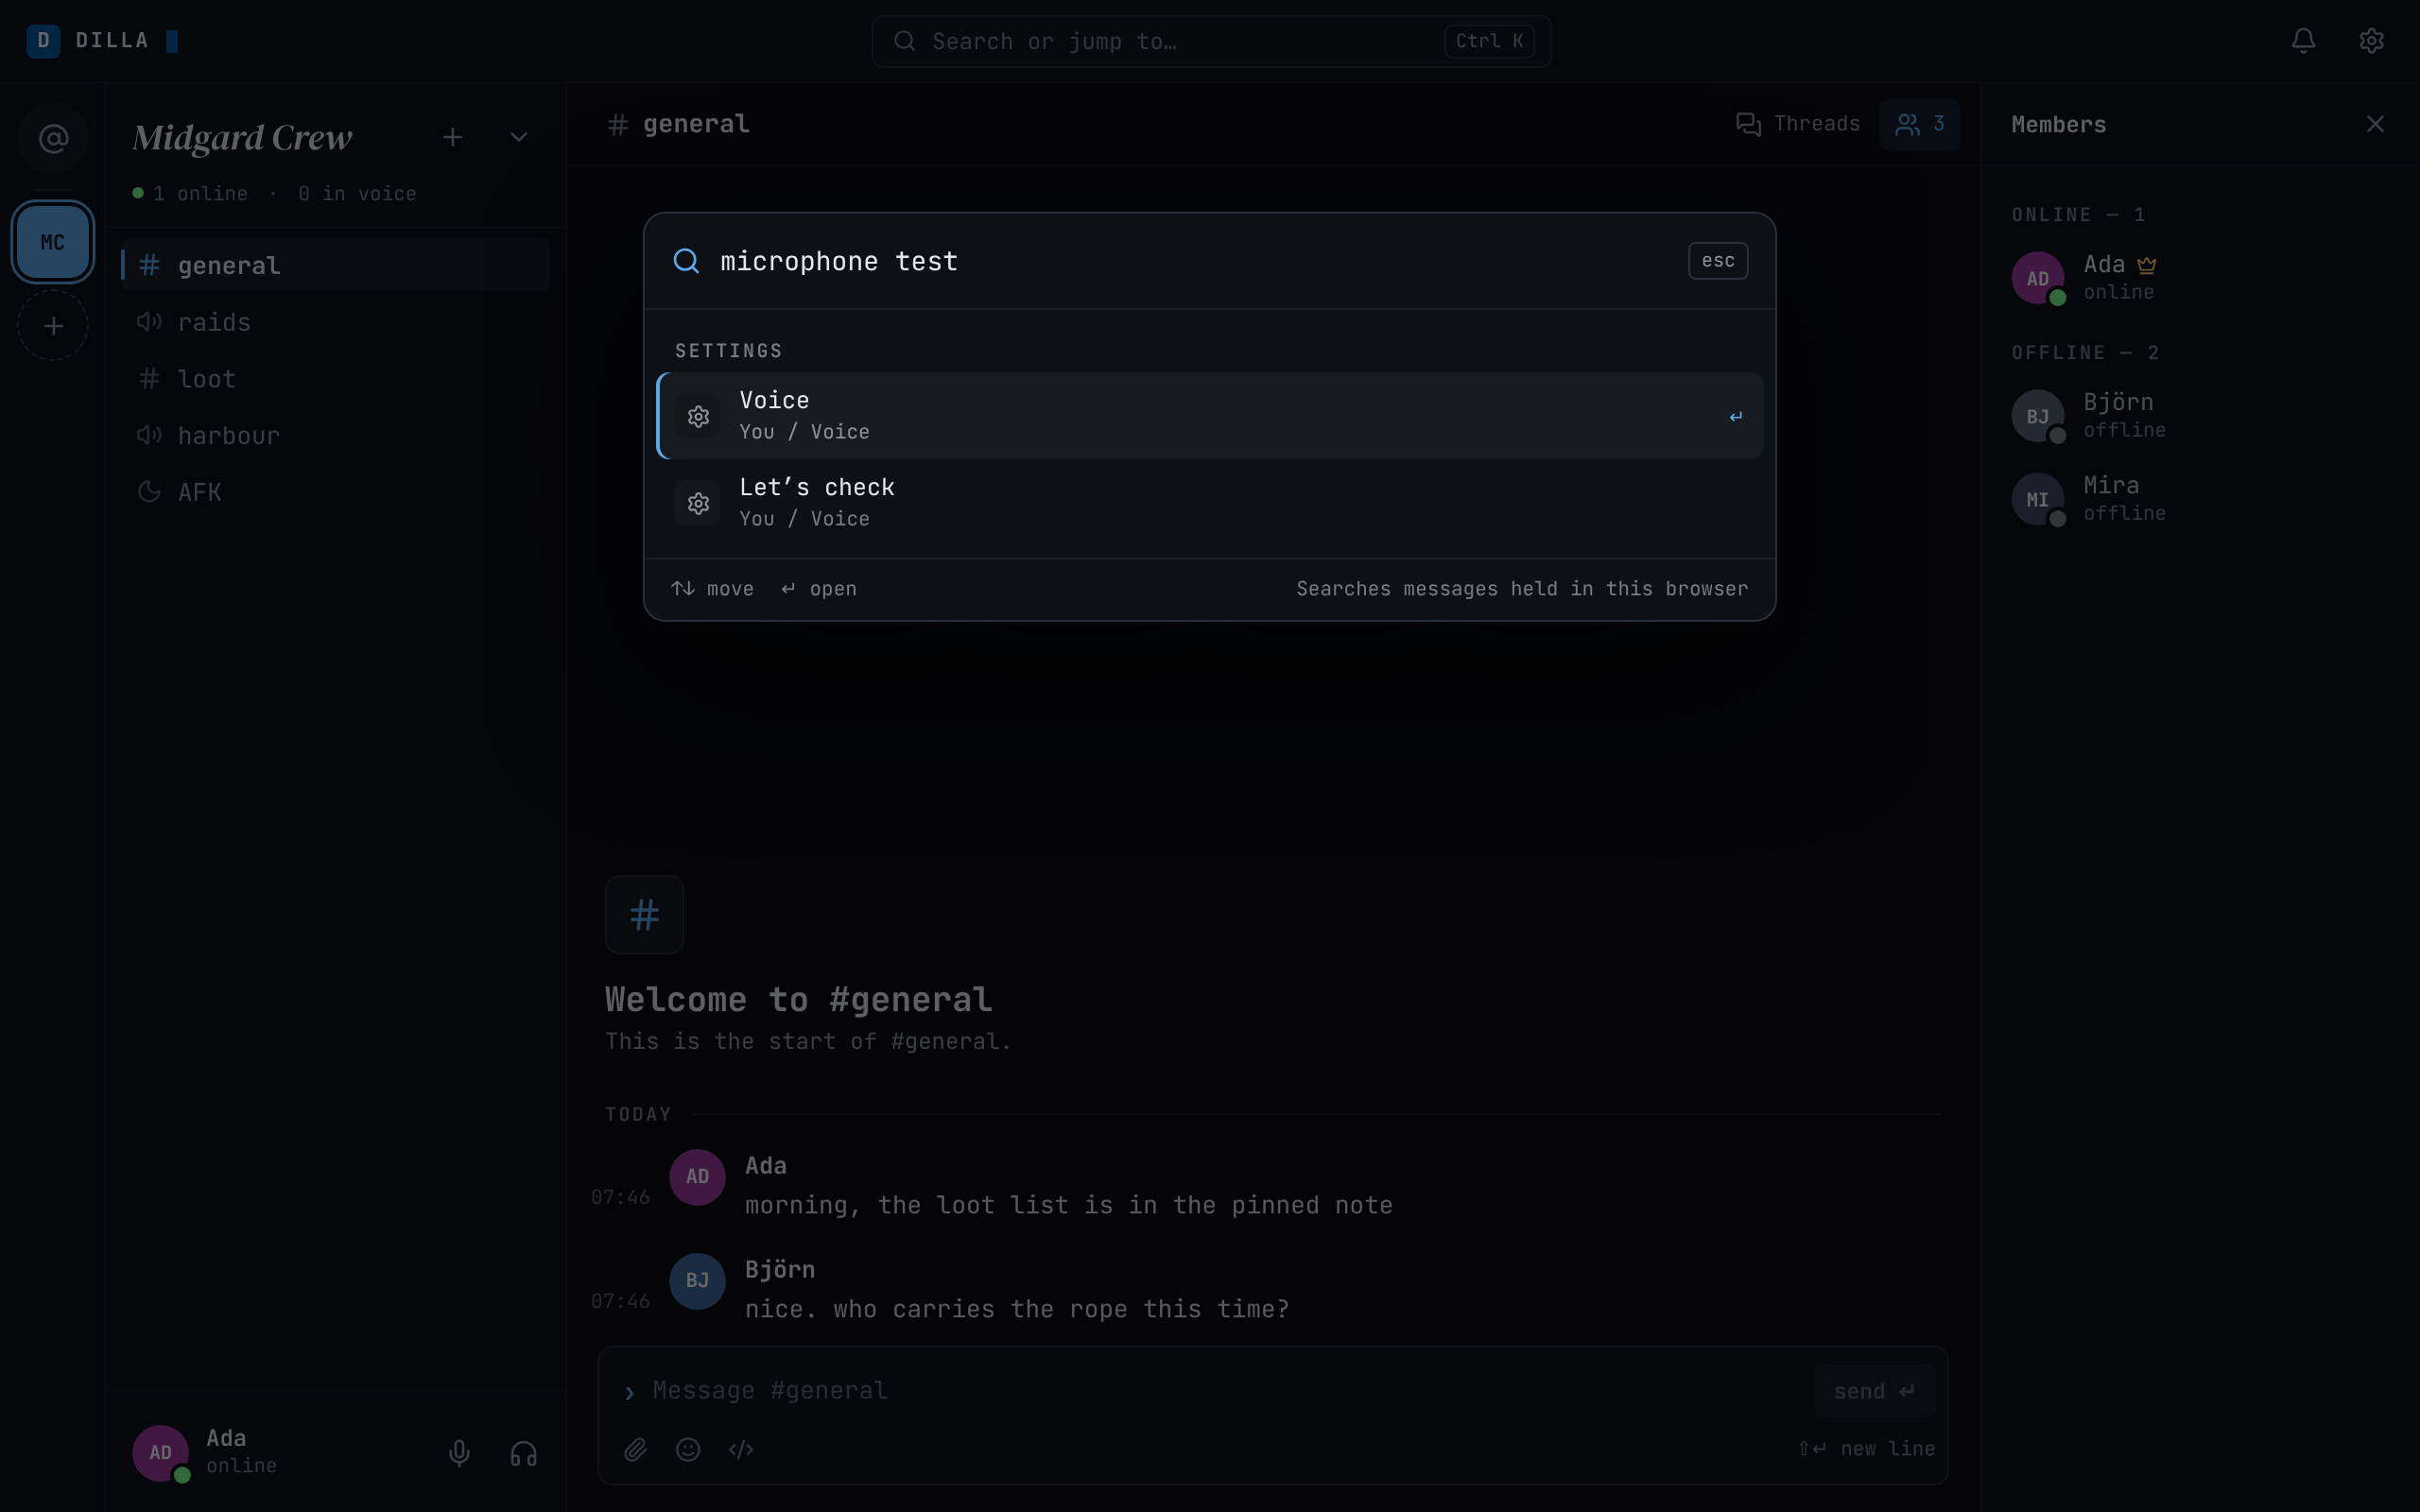 D DILLA
Search or jump to… Ctrl K
MC
Midgard Crew
1 online · 0 in voice
general
raids
loot
harbour
AFK
AD Ada
online
# general
Threads
3
microphone test esc
SETTINGS
Voice
You / Voice
Let’s check
You / Voice
↑↓ move ↵ open
Searches messages held in this browser
#
Welcome to #general
This is the start of #general.
TODAY
AD Ada
07:46 morning, the loot list is in the pinned note
BJ Björn
07:46 nice. who carries the rope this time?
› Message #general
send ↵
⇧↵ new line
Members
ONLINE — 1
AD Ada
online
OFFLINE — 2
BJ Björn
offline
MI Mira
offline